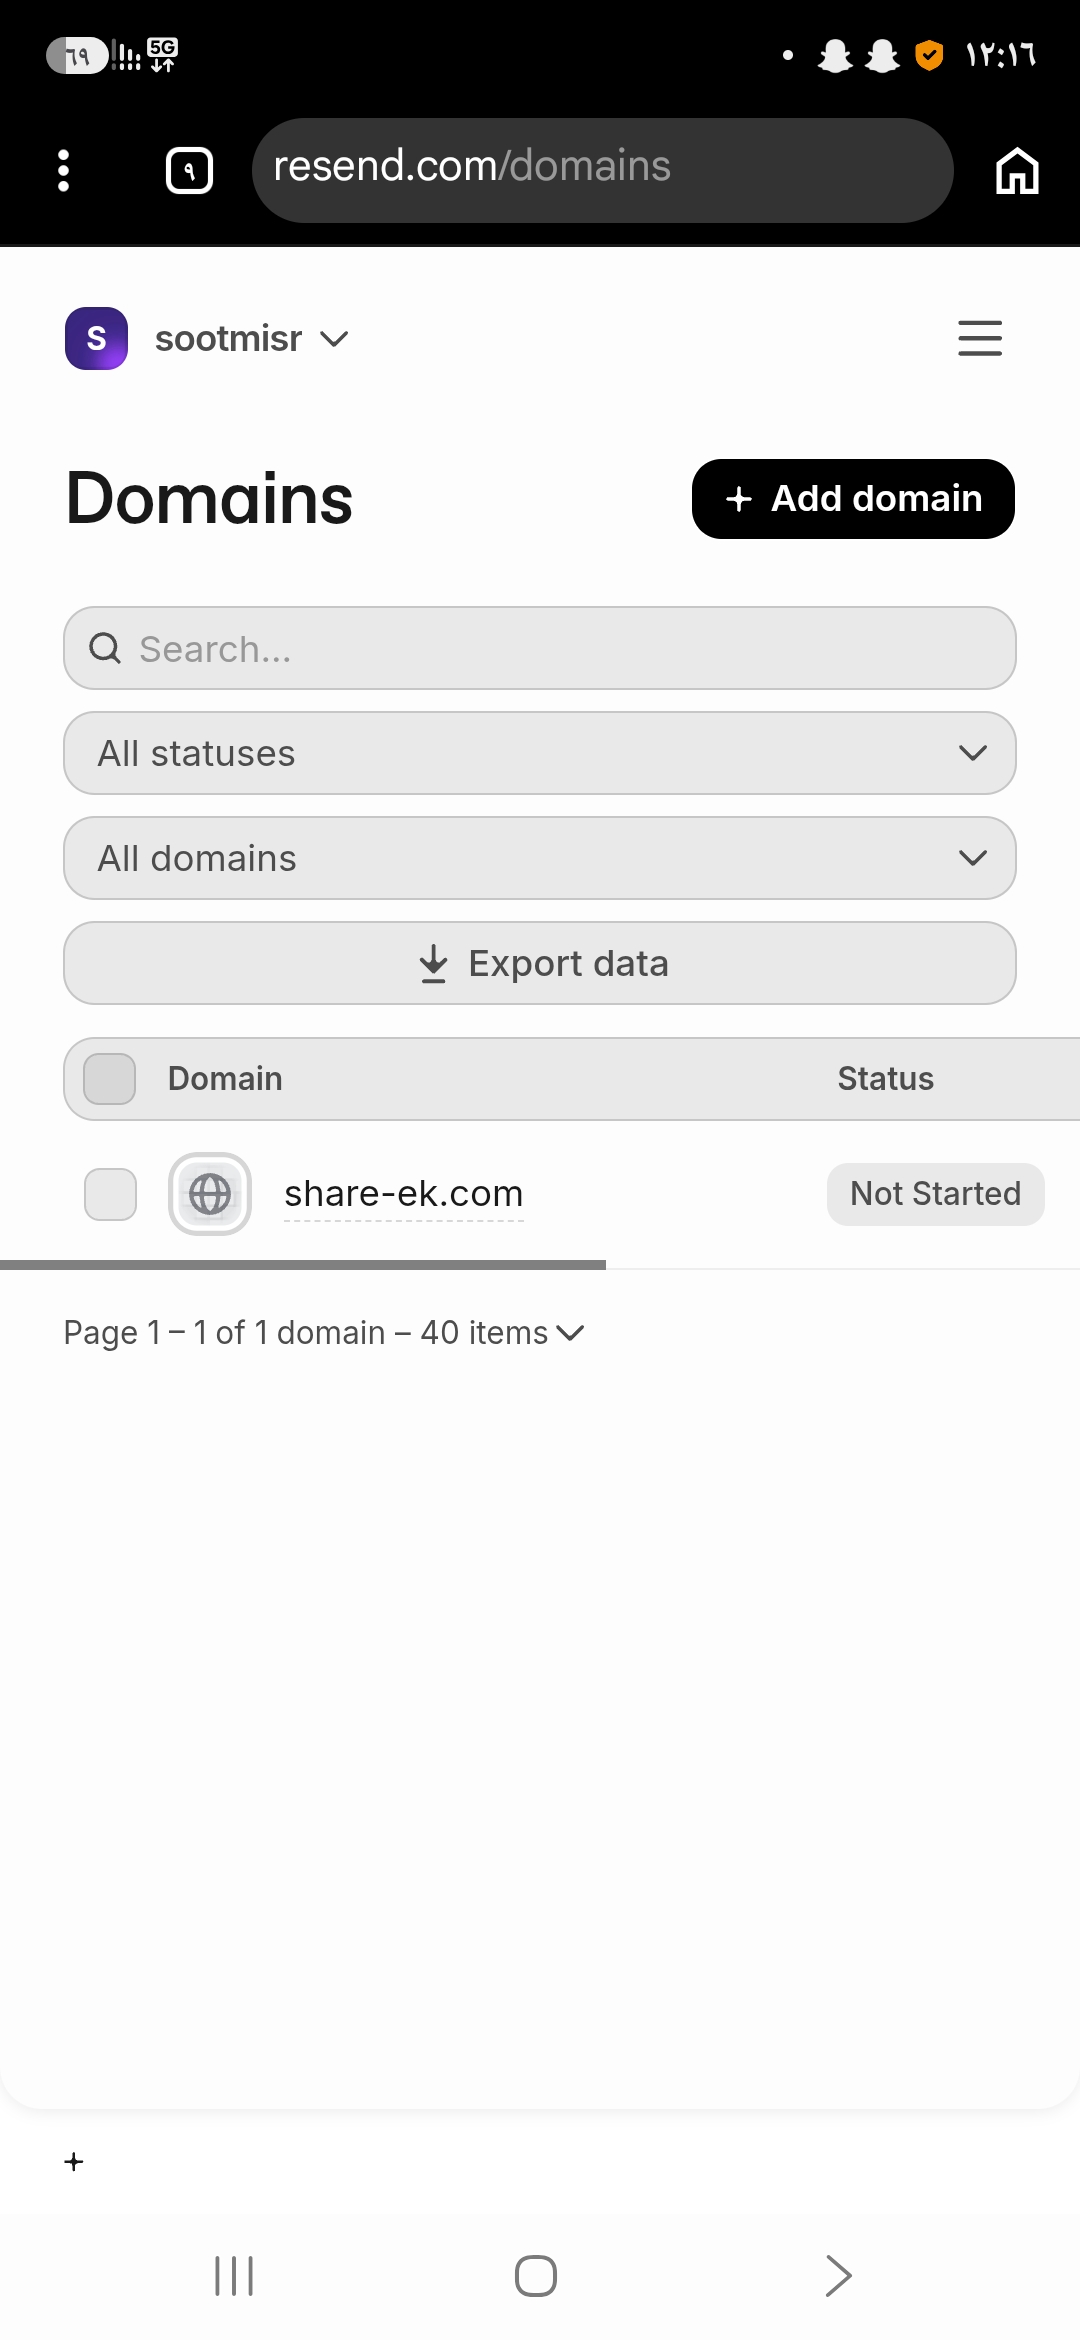 ٦٩ 5G ١٢:١٦
٩ resend.com/domains
S sootmisr
Domains
Add domain
Search...
All statuses
All domains
Export data
Domain Status
share-ek.com Not Started
Page 1 – 1 of 1 domain – 40 items